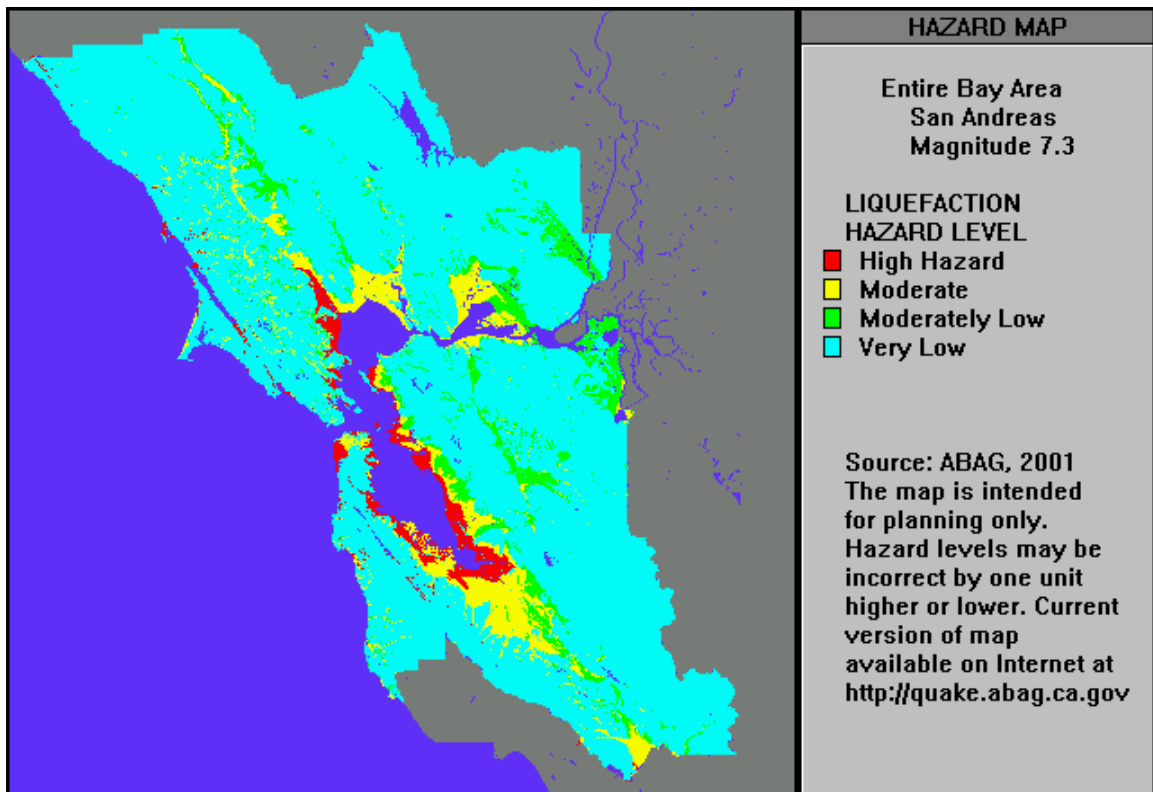 HAZARD MAP
Entire Bay Area
San Andreas
Magnitude 7.3
LIQUEFACTION
HAZARD LEVEL
High Hazard
Moderate
Moderately Low
Very Low
Source: ABAG, 2001
The map is intended
for planning only.
Hazard levels may be
incorrect by one unit
higher or lower. Current
version of map
available on Internet at
http://quake.abag.ca.gov